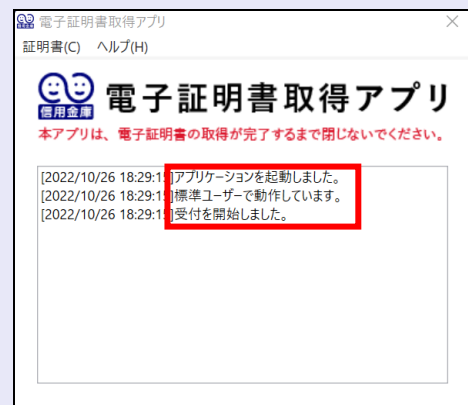 電子証明書取得アプリ
証明書(C) ヘルプ(H)
信用金庫
電子証明書取得アプリ
本アプリは、電子証明書の取得が完了するまで閉じないでください。
[2022/10/26 18:29:15]アプリケーションを起動しました。
[2022/10/26 18:29:15]標準ユーザーで動作しています。
[2022/10/26 18:29:15]受付を開始しました。